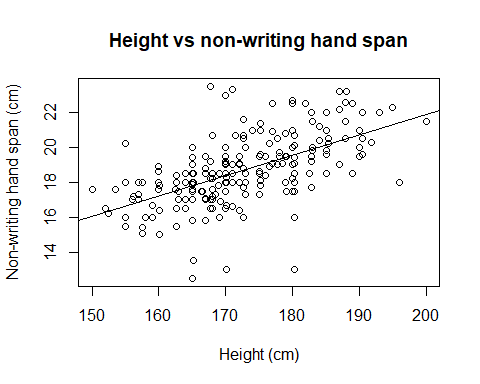 Height vs non-writing hand span
Non-writing hand span (cm)
22
20
18
16
14
150 160 170 180 190 200
Height (cm)